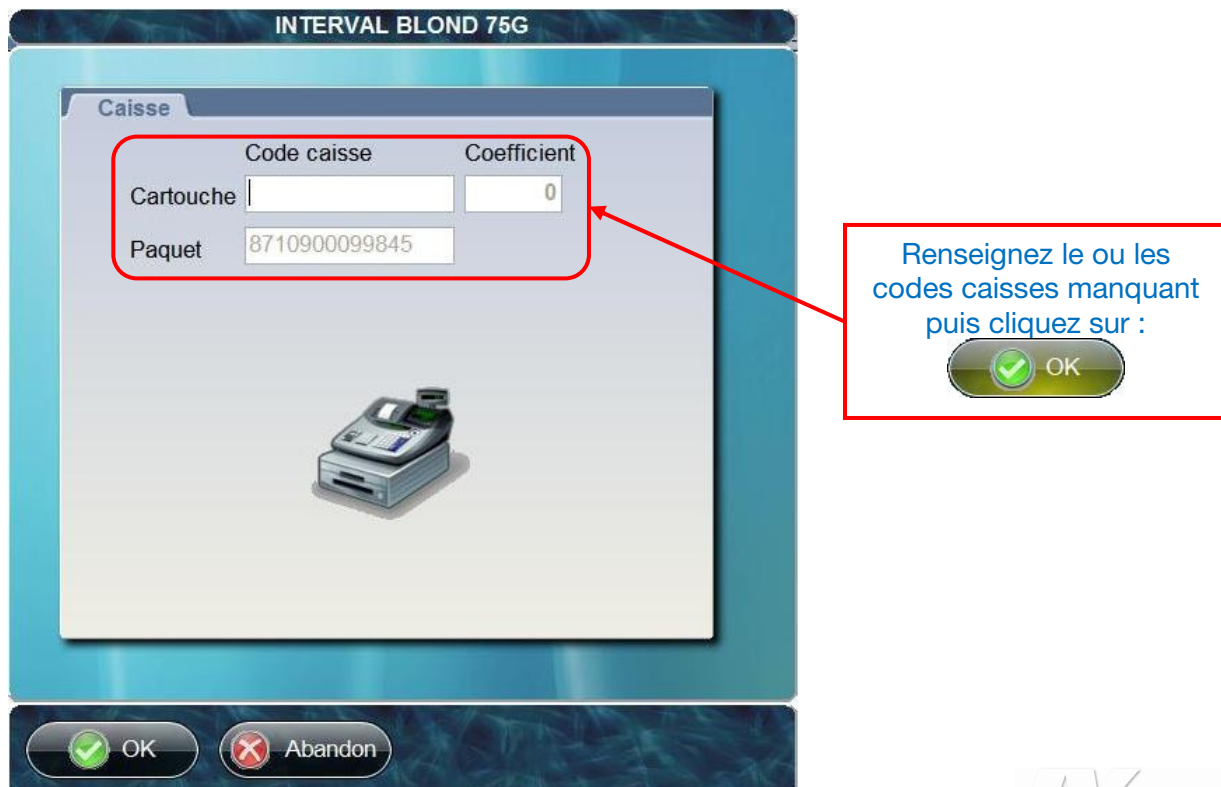 INTERVAL BLOND 75G
Caisse
Code caisse Coefficient
Cartouche 0
Paquet 8710900099845
Renseignez le ou les
codes caisses manquant
puis cliquez sur :
OK
OK Abandon